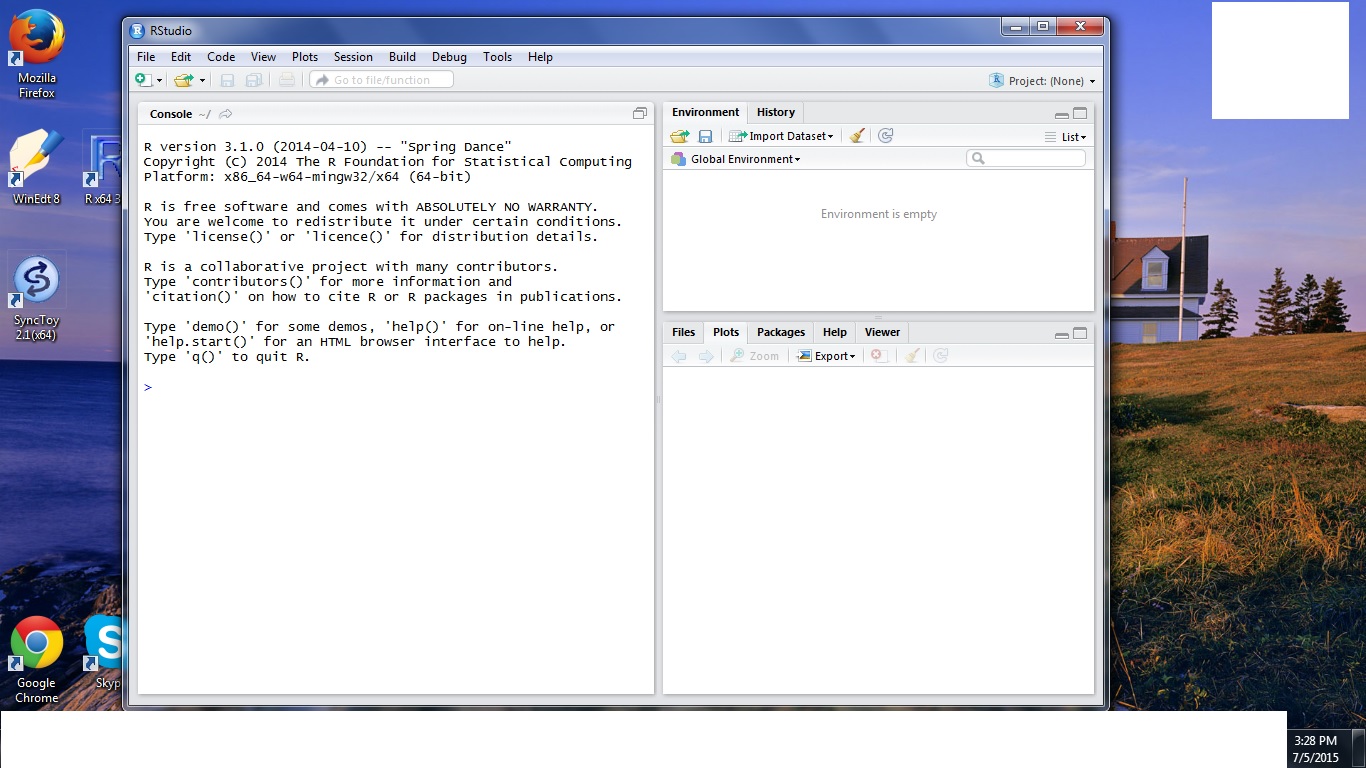 Mozilla
Firefox
WinEdt 8
R x64 3
SyncToy
2.1(x64)
Google
Chrome
Skyp
RStudio
File Edit Code View Plots Session Build Debug Tools Help
Go to file/function
Project: (None)
Console ~/
R version 3.1.0 (2014-04-10) -- "Spring Dance"
Copyright (C) 2014 The R Foundation for Statistical Computing
Platform: x86_64-w64-mingw32/x64 (64-bit)
R is free software and comes with ABSOLUTELY NO WARRANTY.
You are welcome to redistribute it under certain conditions.
Type 'license()' or 'licence()' for distribution details.
R is a collaborative project with many contributors.
Type 'contributors()' for more information and
'citation()' on how to cite R or R packages in publications.
Type 'demo()' for some demos, 'help()' for on-line help, or
'help.start()' for an HTML browser interface to help.
Type 'q()' to quit R.
>
Environment History
Import Dataset List
Global Environment
Environment is empty
Files Plots Packages Help Viewer
Zoom Export
3:28 PM
7/5/2015